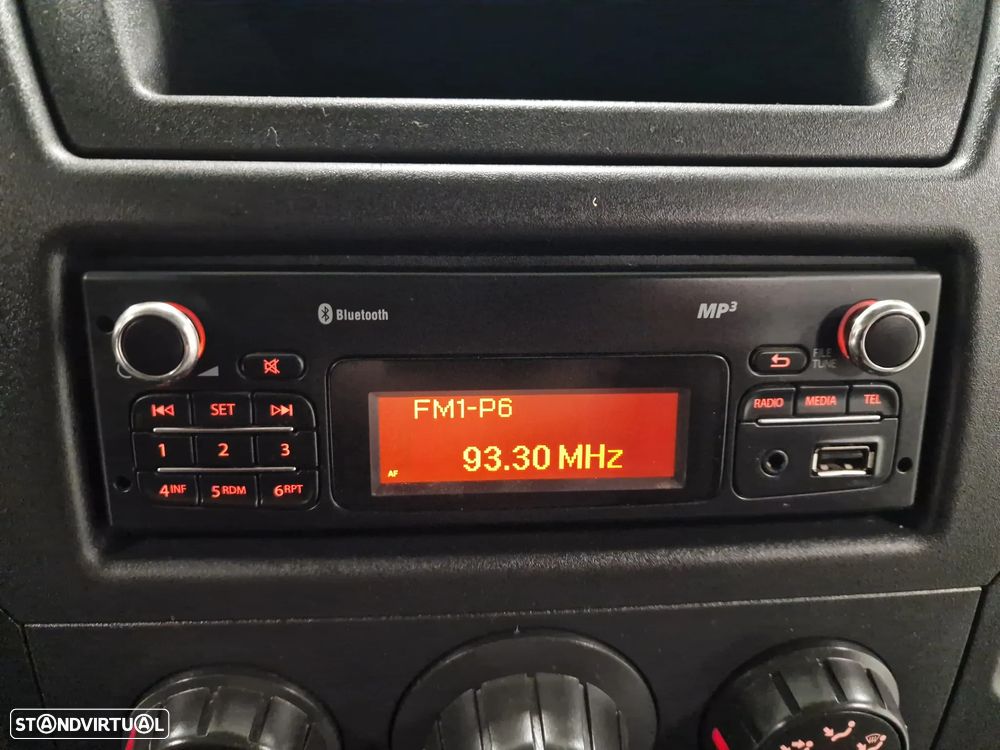 Bluetooth
MP3
FILE
TUNE
SET
1
2
3
4INF
5RDM
6RPT
FM1-P6
93.30 MHz
AF
RADIO
MEDIA
TEL
STANDVIRTUAL